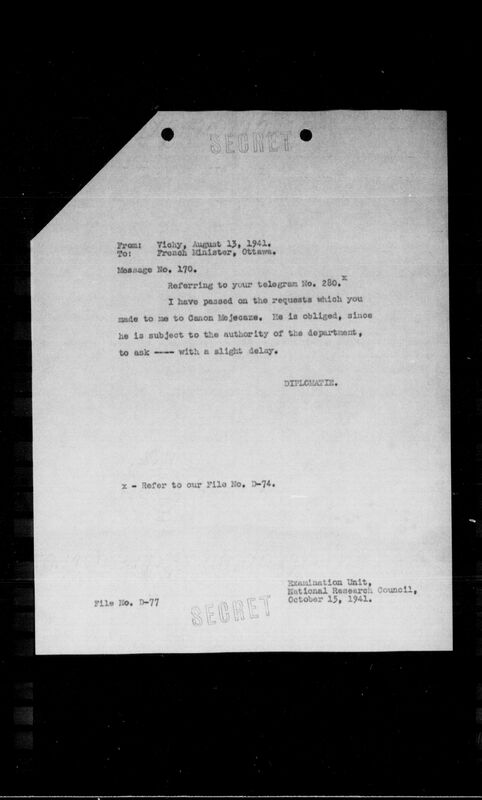 SECRET
From: Vichy, August 13, 1941.
To: French Minister, Ottawa.
Message No. 170.
Referring to your telegram No. 280.x
I have passed on the requests which you
made to me to Canon Mojecaze. He is obliged, since
he is subject to the authority of the department,
to ask ---- with a slight delay.
DIPLOMATIE.
x - Refer to our File No. D-74.
Examination Unit,
National Research Council,
October 15, 1941.
File No. D-77
SECRET